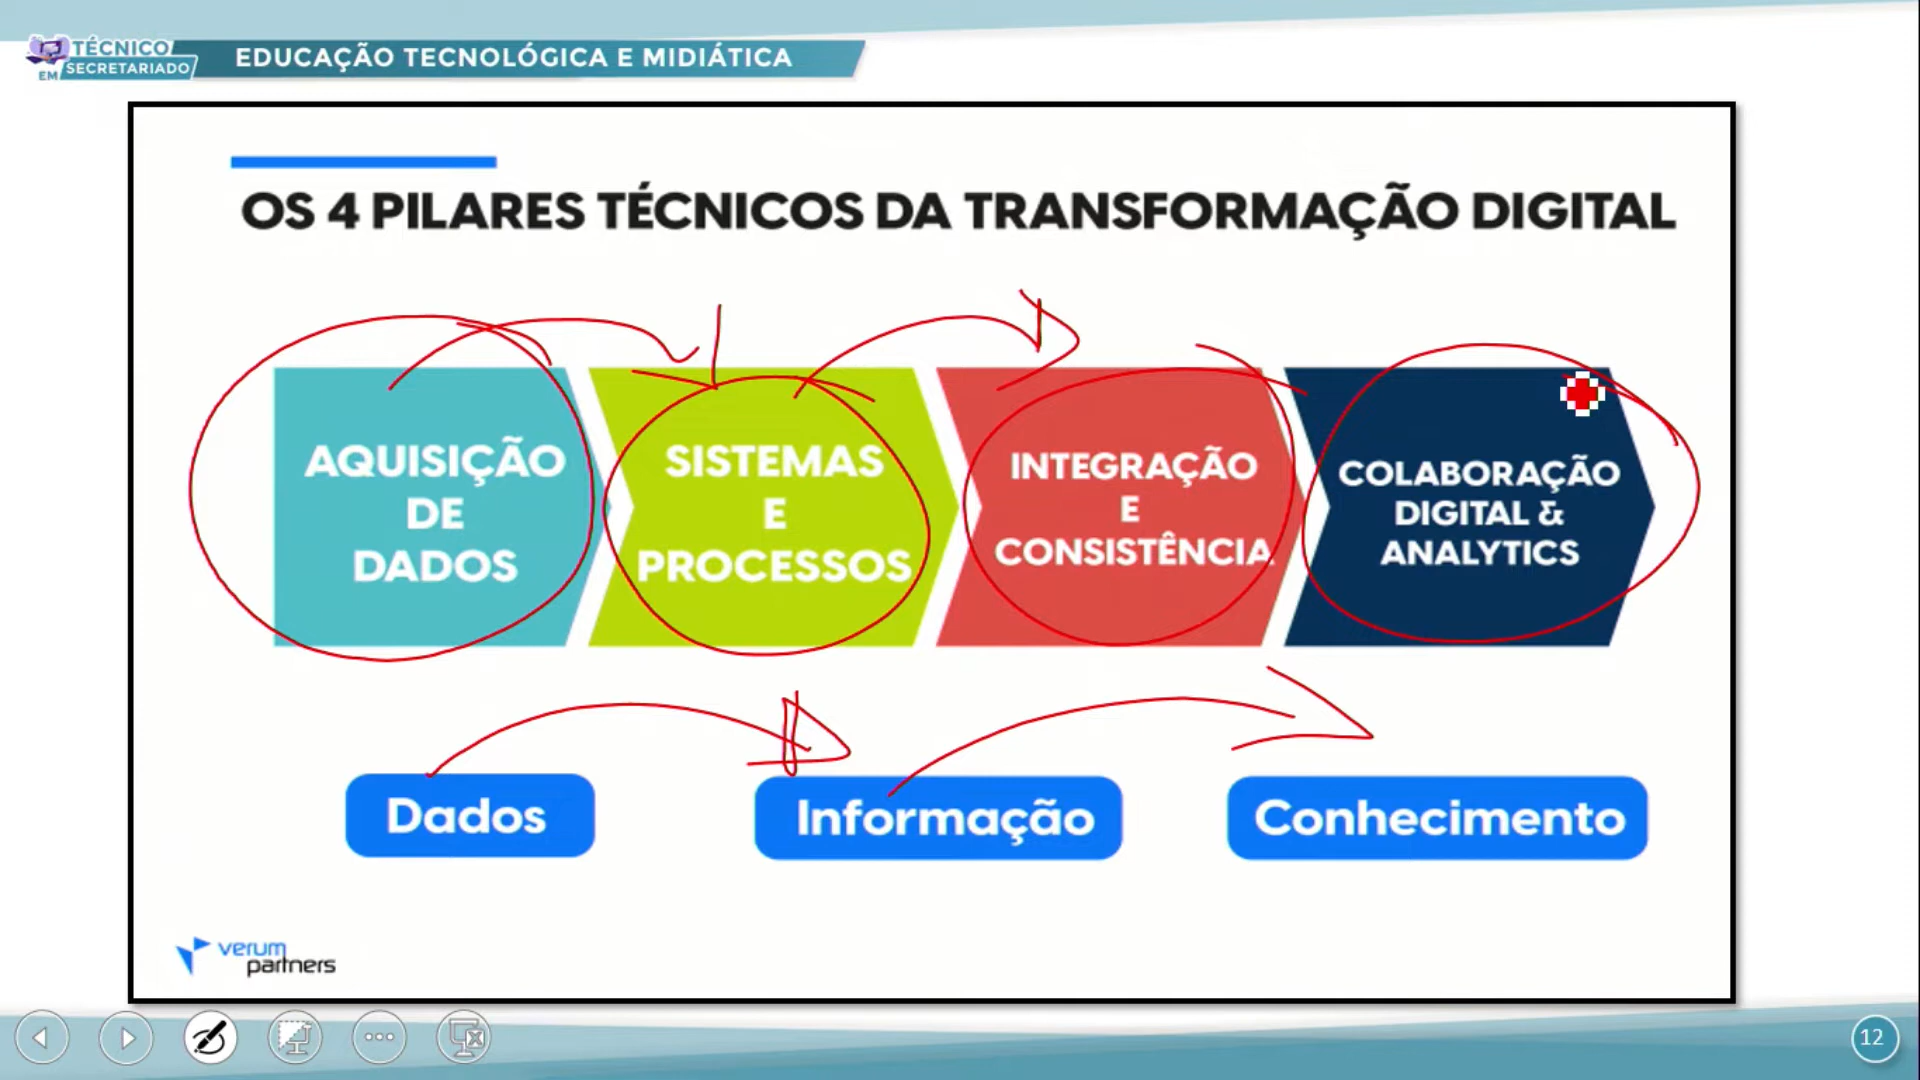 TÉCNICO
EM SECRETARIADO
EDUCAÇÃO TECNOLÓGICA E MIDIÁTICA
OS 4 PILARES TÉCNICOS DA TRANSFORMAÇÃO DIGITAL
AQUISIÇÃO
DE
DADOS
SISTEMAS
E
PROCESSOS
INTEGRAÇÃO
E
CONSISTÊNCIA
COLABORAÇÃO
DIGITAL &
ANALYTICS
Dados
Informação
Conhecimento
verum
partners
12